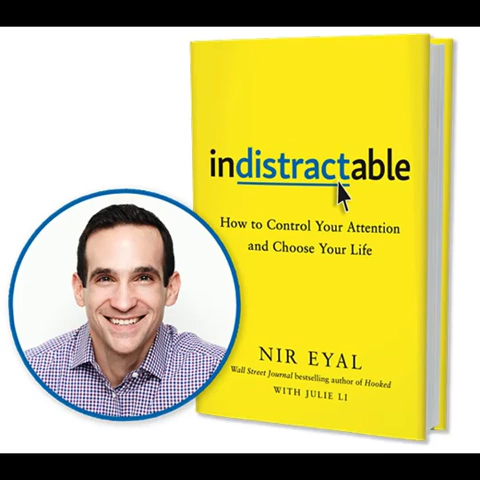 indistractable
How to Control Your Attention
and Choose Your Life
NIR EYAL
Wall Street Journal bestselling author of Hooked
WITH JULIE LI